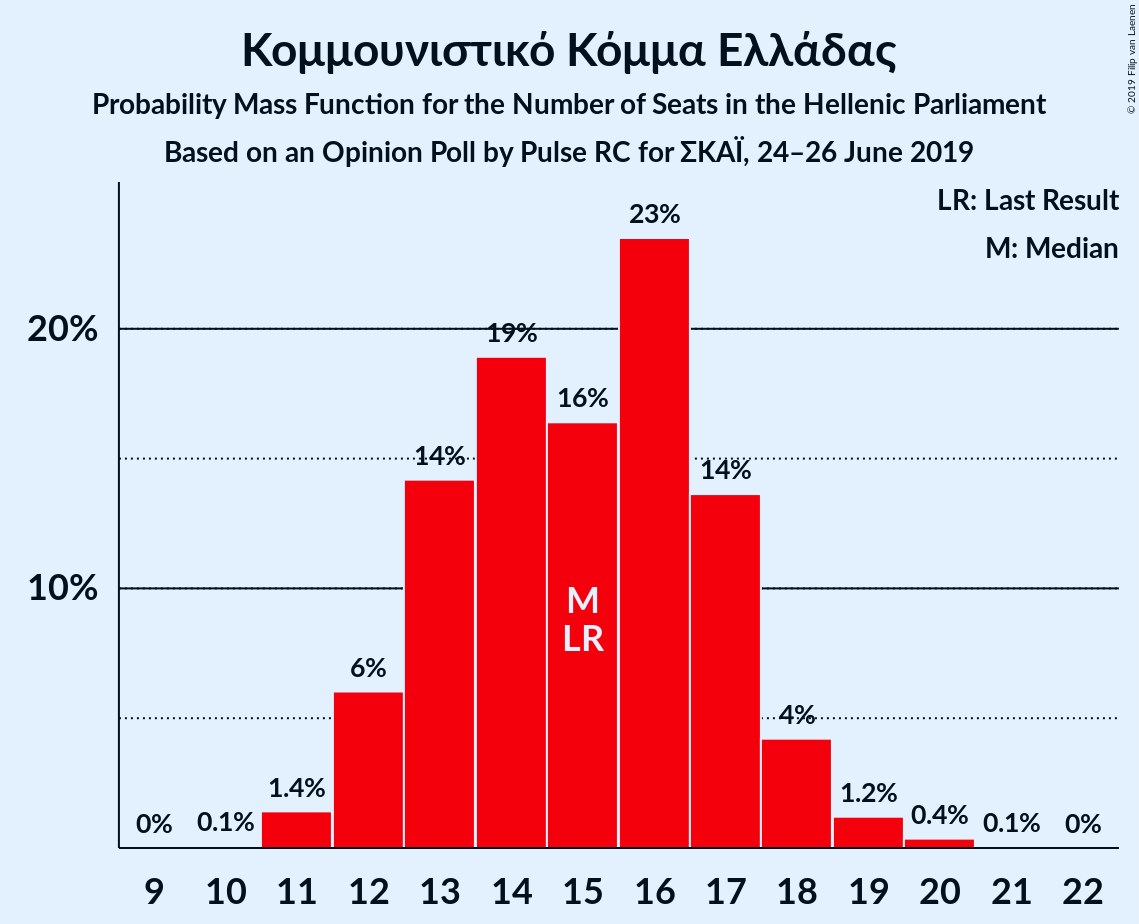 Κομμουνιστικό Κόμμα Ελλάδας
Probability Mass Function for the Number of Seats in the Hellenic Parliament
Based on an Opinion Poll by Pulse RC for ΣΚΑΪ, 24–26 June 2019
© 2019 Filip van Laenen
LR: Last Result
M: Median
23%
20%
19%
16%
14%
14%
10%
M
LR
6%
4%
1.4%
1.2%
0%
0.1%
0.4%
0.1%
0%
9 10 11 12 13 14 15 16 17 18 19 20 21 22